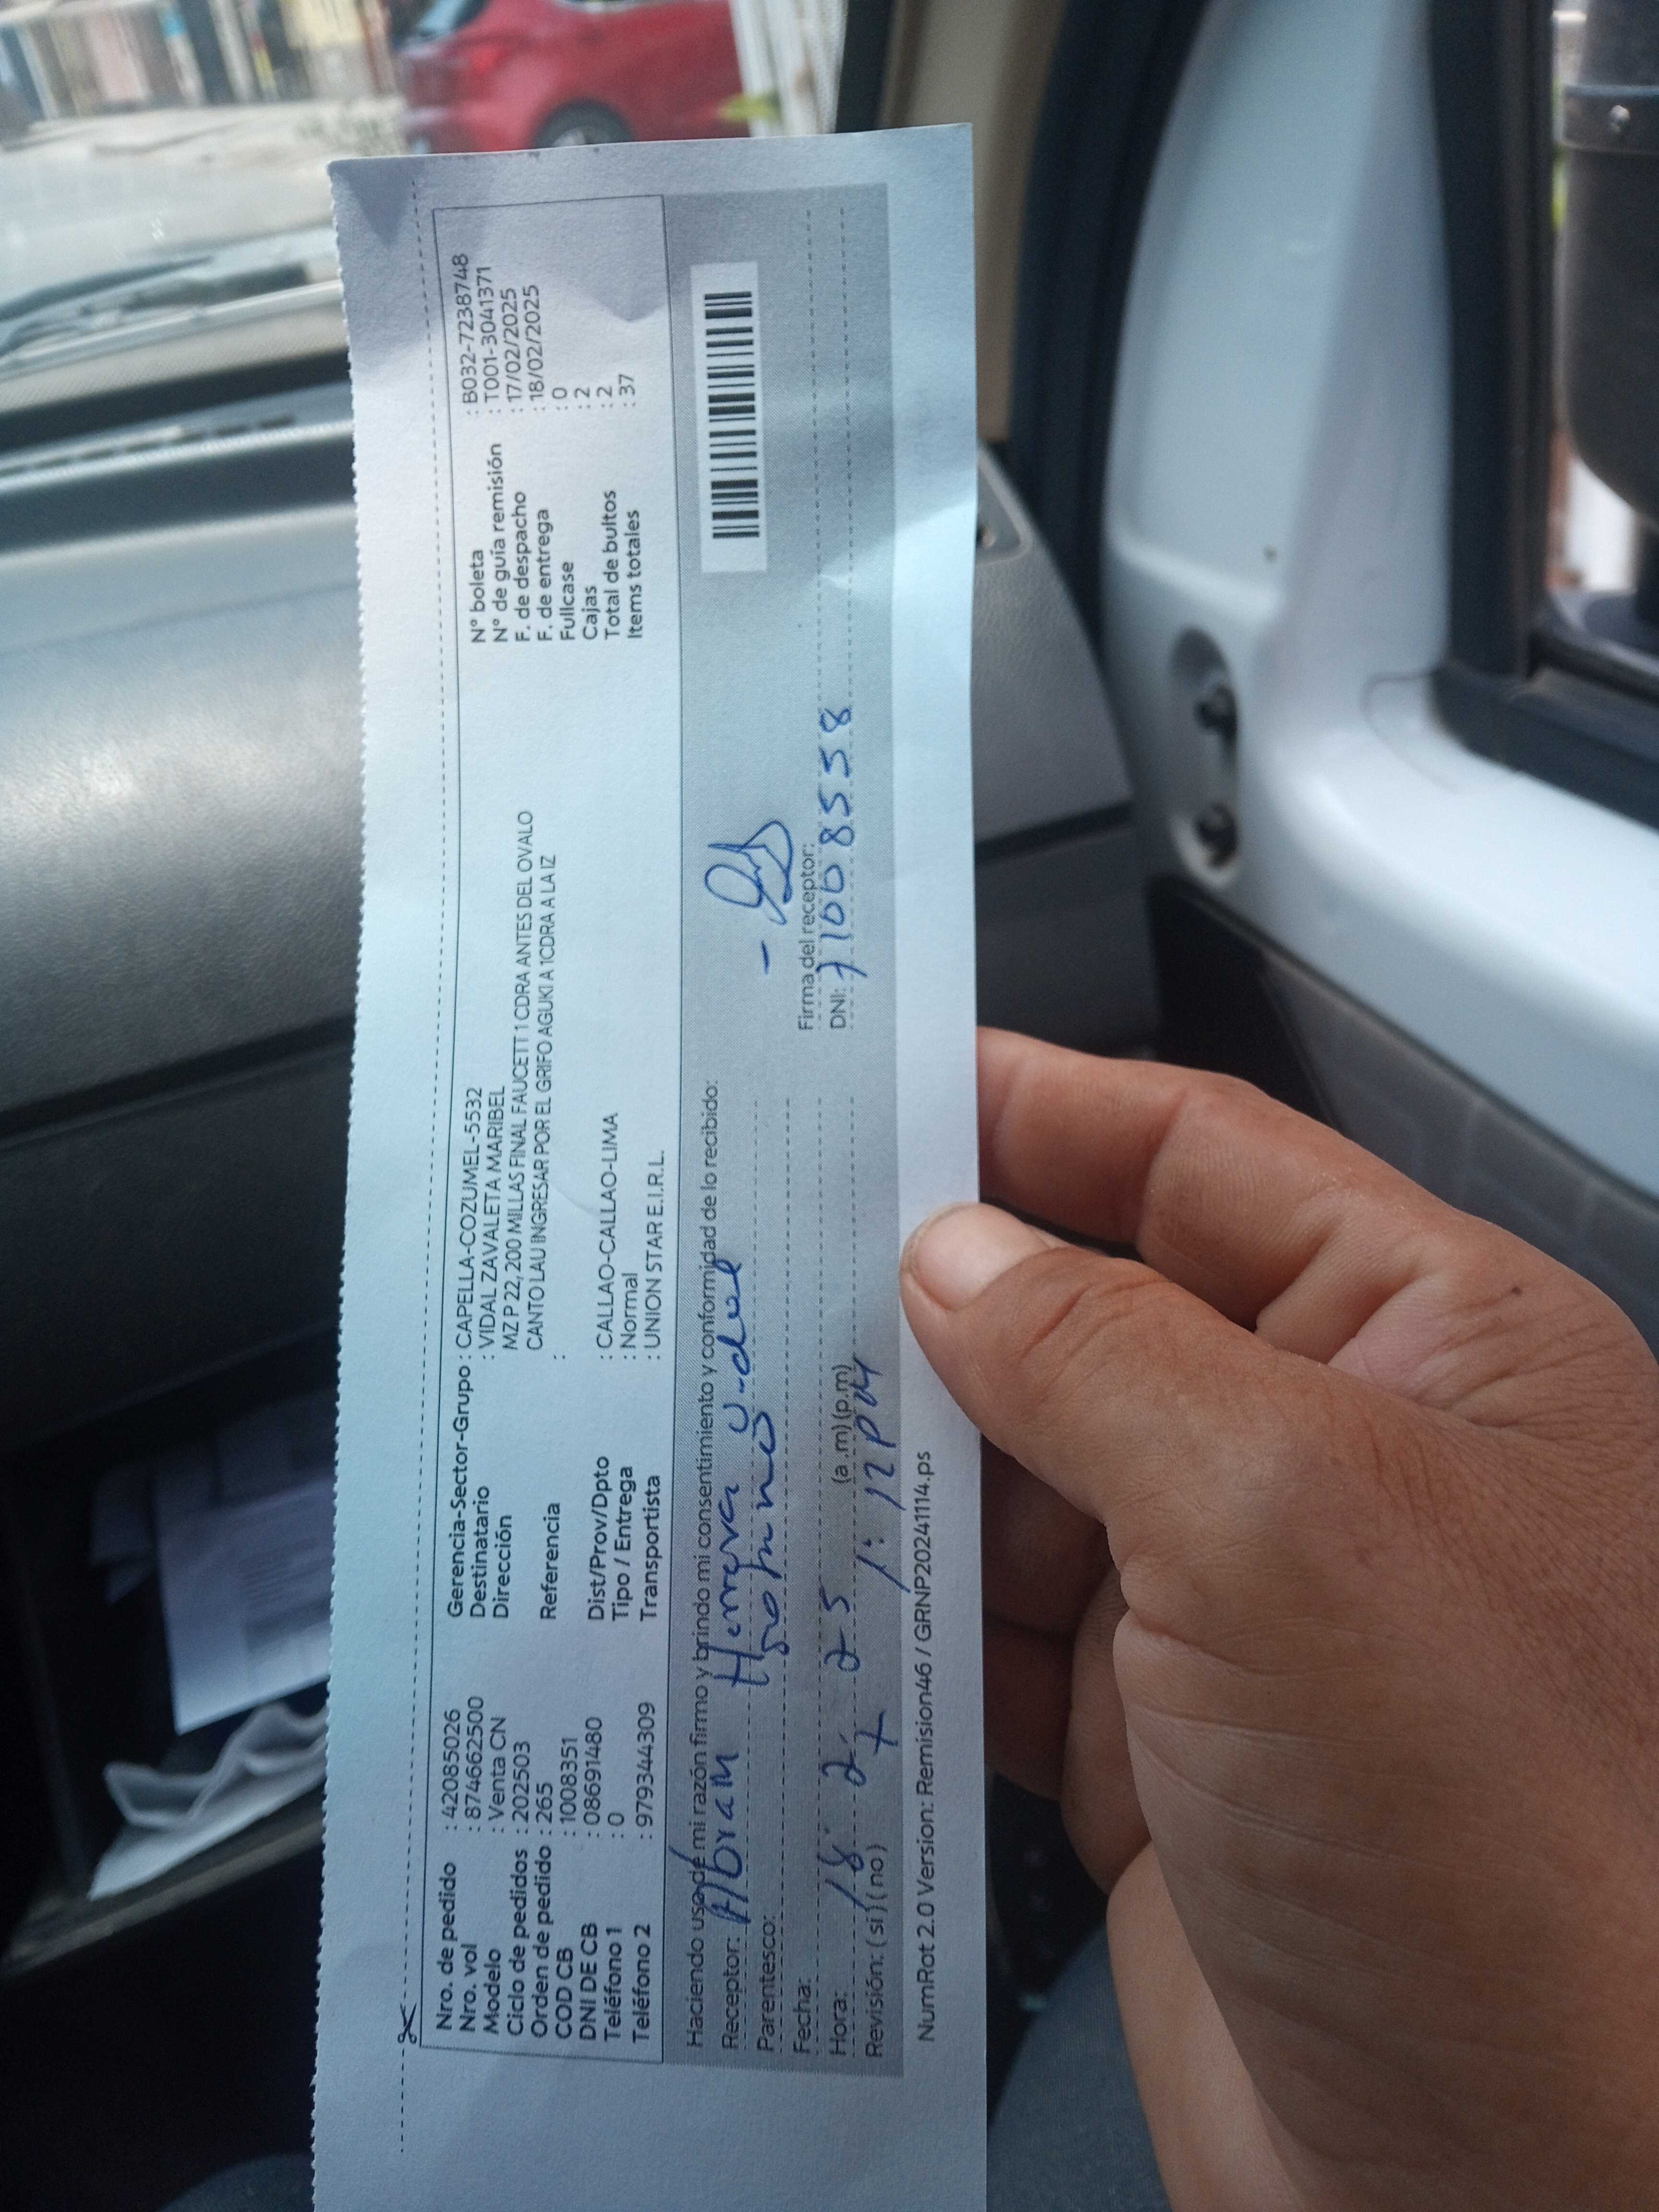 Nro. de pedido : 42085026
Nro. vol : 8746662500
Modelo : Venta CN
Ciclo de pedidos : 202503
Orden de pedido : 265
COD CB : 1008351
DNI DE CB : 08691480
Teléfono 1 : 0
Teléfono 2 : 979344309
Gerencia-Sector-Grupo : CAPELLA-COZUMEL-5532
Destinatario : VIDAL ZAVALETA MARIBEL
Dirección MZ P 22, 200 MILLAS FINAL FAUCETT 1 CDRA ANTES DEL OVALO
CANTO LAU INGRESAR POR EL GRIFO AGUKI A 1CDRA A LA IZ
Referencia :
Dist/Prov/Dpto : CALLAO-CALLAO-LIMA
Tipo / Entrega : Normal
Transportista : UNION STAR E.I.R.L.
N° boleta : B032-7238748
N° de guía remisión : T001-3041371
F. de despacho : 17/02/2025
F. de entrega : 18/02/2025
Fullcase : 0
Cajas : 2
Total de bultos : 2
Items totales : 37
Haciendo uso de mi razón firmo y brindo mi consentimiento y conformidad de lo recibido:
Receptor: Abram Herrera
Parentesco:
Fecha: 18 2. 25
Hora: 1:12 PM (a.m)(p.m)
Revisión: (si) (no)
Firma del receptor:
DNI: 71008558
NumRot 2.0 Version: Remision46 / GRNP20241114.ps